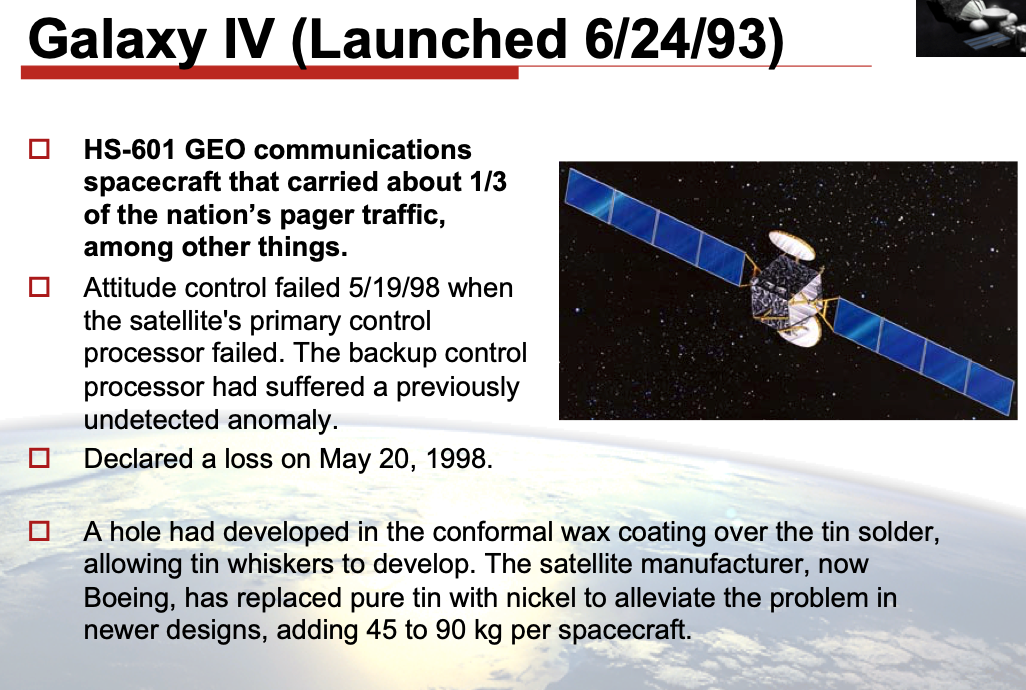 Galaxy IV (Launched 6/24/93)
HS-601 GEO communications
spacecraft that carried about 1/3
of the nation’s pager traffic,
among other things.
Attitude control failed 5/19/98 when
the satellite's primary control
processor failed. The backup control
processor had suffered a previously
undetected anomaly.
Declared a loss on May 20, 1998.
A hole had developed in the conformal wax coating over the tin solder,
allowing tin whiskers to develop. The satellite manufacturer, now
Boeing, has replaced pure tin with nickel to alleviate the problem in
newer designs, adding 45 to 90 kg per spacecraft.